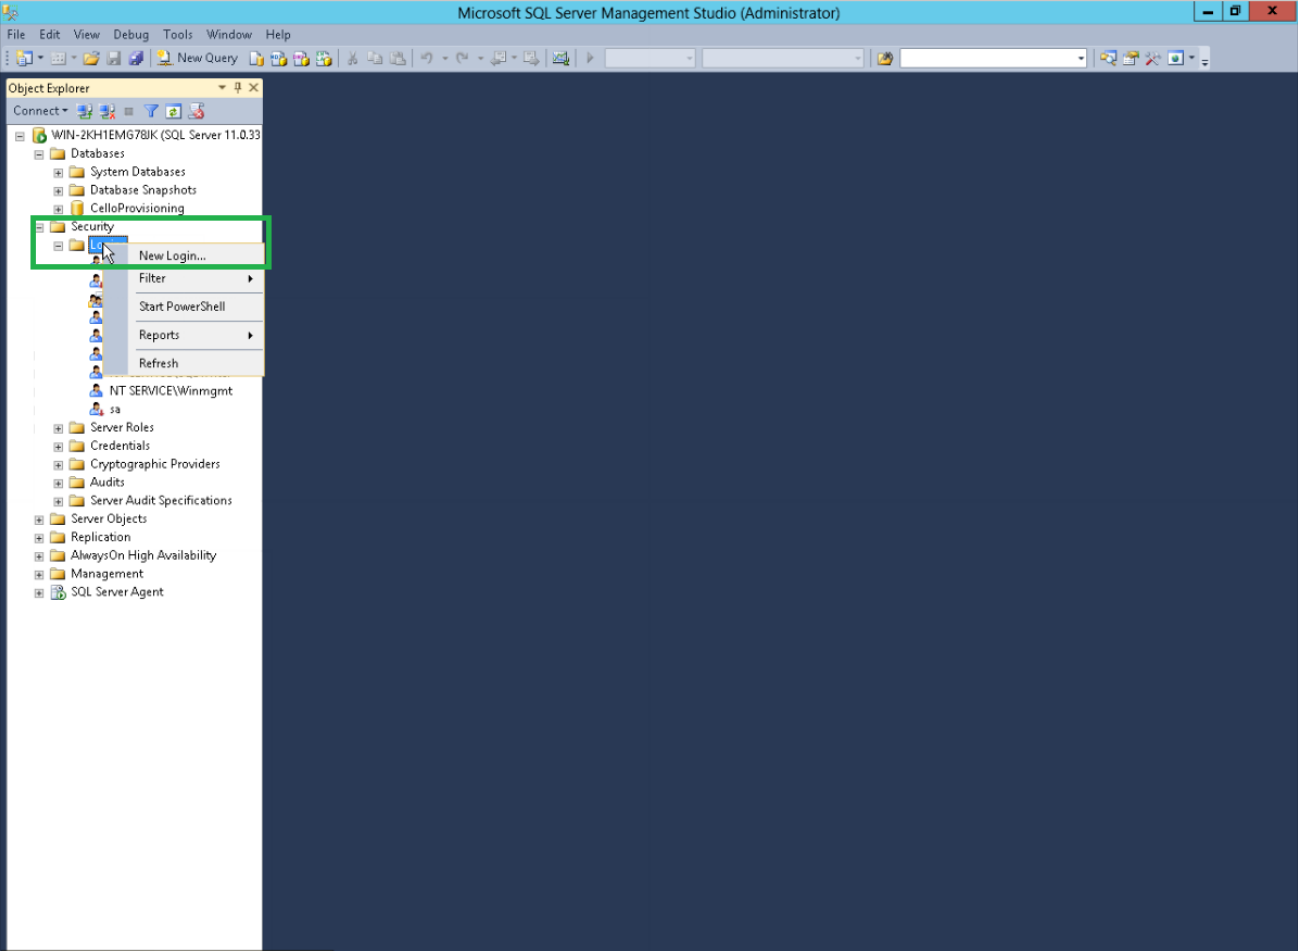 Microsoft SQL Server Management Studio (Administrator)
File Edit View Debug Tools Window Help
New Query
Object Explorer
Connect
WIN-2KH1EMG78JK (SQL Server 11.0.33
Databases
System Databases
Database Snapshots
CelloProvisioning
Security
New Login...
Filter
Start PowerShell
Reports
Refresh
NT SERVICE\Winmgmt
sa
Server Roles
Credentials
Cryptographic Providers
Audits
Server Audit Specifications
Server Objects
Replication
AlwaysOn High Availability
Management
SQL Server Agent